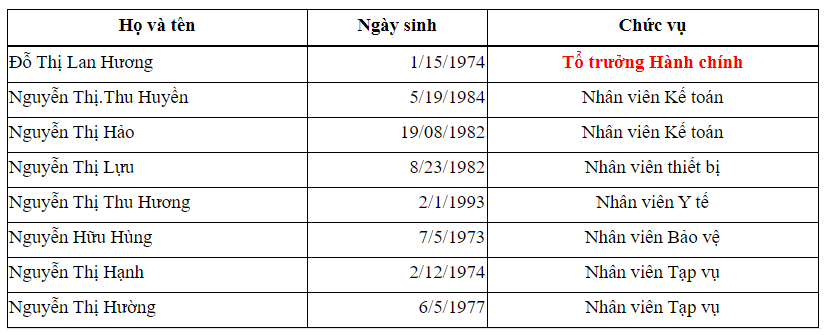 Họ và tên Ngày sinh Chức vụ
Đỗ Thị Lan Hương 1/15/1974 Tổ trưởng Hành chính
Nguyễn Thị.Thu Huyền 5/19/1984 Nhân viên Kế toán
Nguyễn Thị Hảo 19/08/1982 Nhân viên Kế toán
Nguyễn Thị Lựu 8/23/1982 Nhân viên thiết bị
Nguyễn Thị Thu Hương 2/1/1993 Nhân viên Y tế
Nguyễn Hữu Hùng 7/5/1973 Nhân viên Bảo vệ
Nguyễn Thị Hạnh 2/12/1974 Nhân viên Tạp vụ
Nguyễn Thị Hường 6/5/1977 Nhân viên Tạp vụ